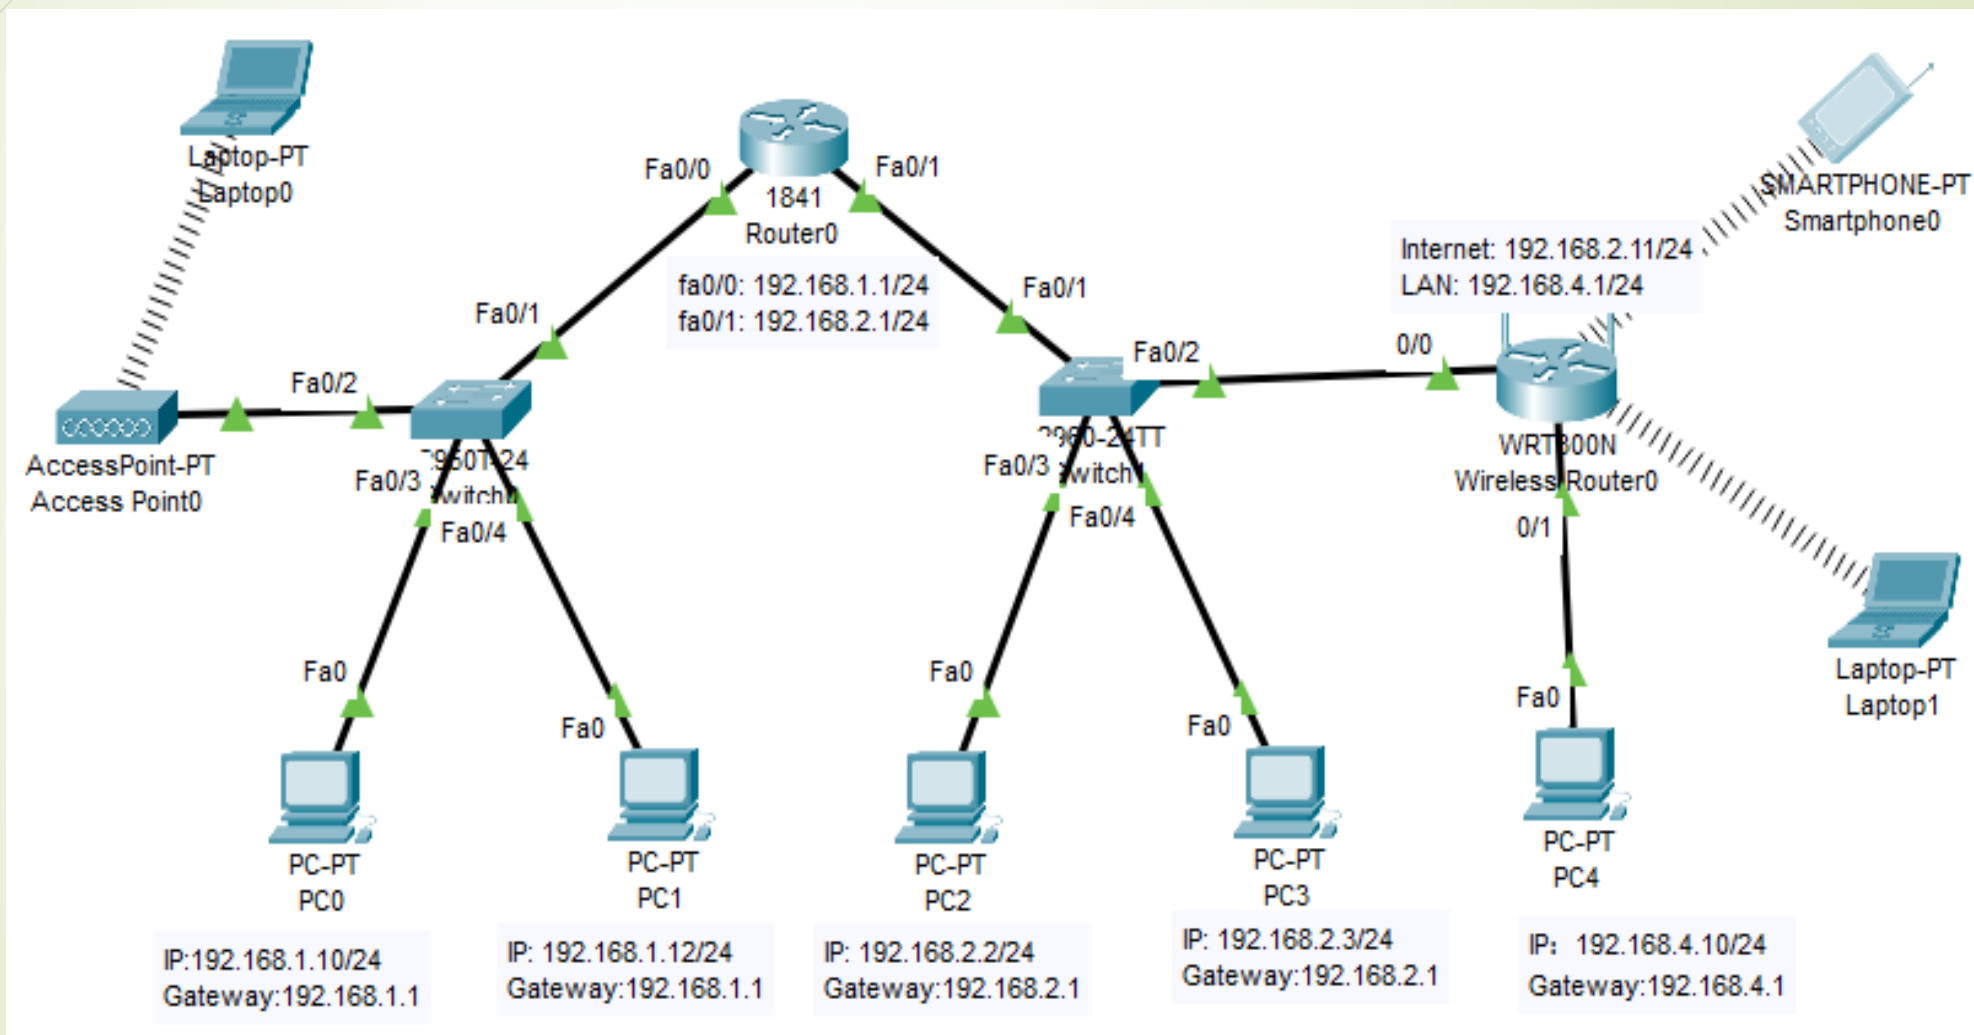 Laptop-PT
Laptop0
Fa0/0
Fa0/1
1841
Router0
fa0/0: 192.168.1.1/24
fa0/1: 192.168.2.1/24
SMARTPHONE-PT
Smartphone0
Internet: 192.168.2.11/24
LAN: 192.168.4.1/24
Fa0/1
Fa0/1
Fa0/2
Fa0/2
0/0
AccessPoint-PT
Access Point0
Fa0/3
Fa0/4
-24TT
Fa0/3
Fa0/4
WRT300N
Wireless Router0
0/1
Fa0
Fa0
Fa0
Fa0
Fa0
Laptop-PT
Laptop1
PC-PT
PC0
PC-PT
PC1
PC-PT
PC2
PC-PT
PC3
PC-PT
PC4
IP:192.168.1.10/24
Gateway:192.168.1.1
IP: 192.168.1.12/24
Gateway:192.168.1.1
IP: 192.168.2.2/24
Gateway:192.168.2.1
IP: 192.168.2.3/24
Gateway:192.168.2.1
IP: 192.168.4.10/24
Gateway:192.168.4.1